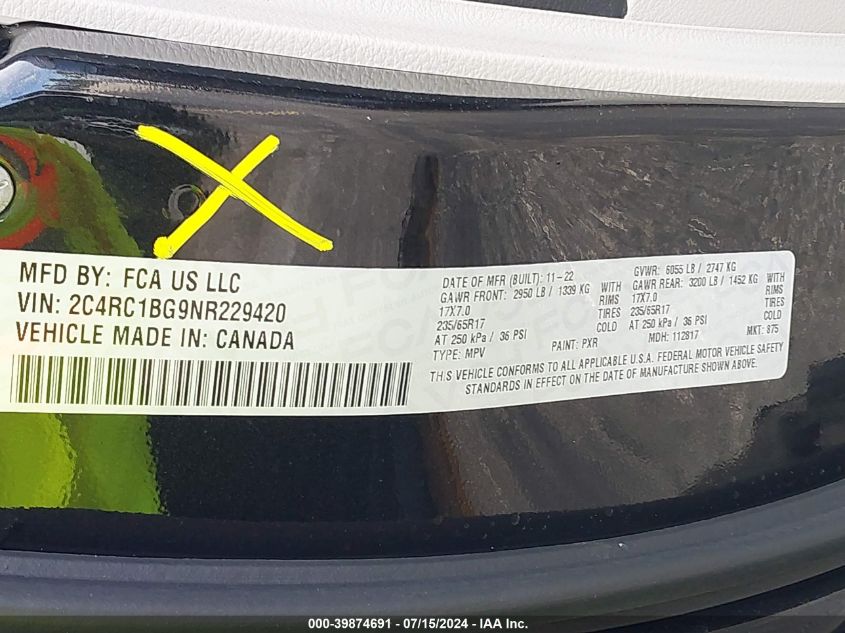 MFD BY: FCA US LLC
VIN: 2C4RC1BG9NR229420
VEHICLE MADE IN: CANADA
DATE OF MFR (BUILT): 11-22 GVWR: 6055 LB / 2747 KG
GAWR FRONT: 2950 LB / 1339 KG WITH GAWR REAR: 3200 LB / 1452 KG WITH
17X7.0 RIMS 17X7.0 RIMS
235/65R17 TIRES 235/65R17 TIRES
AT 250 kPa / 36 PSI COLD AT 250 kPa / 36 PSI COLD
TYPE: MPV PAINT: PXR MDH: 112817 MKT: 875
THIS VEHICLE CONFORMS TO ALL APPLICABLE U.S.A. FEDERAL MOTOR VEHICLE SAFETY
STANDARDS IN EFFECT ON THE DATE OF MANUFACTURE SHOWN ABOVE.
000-39874691 - 07/15/2024 - IAA Inc.